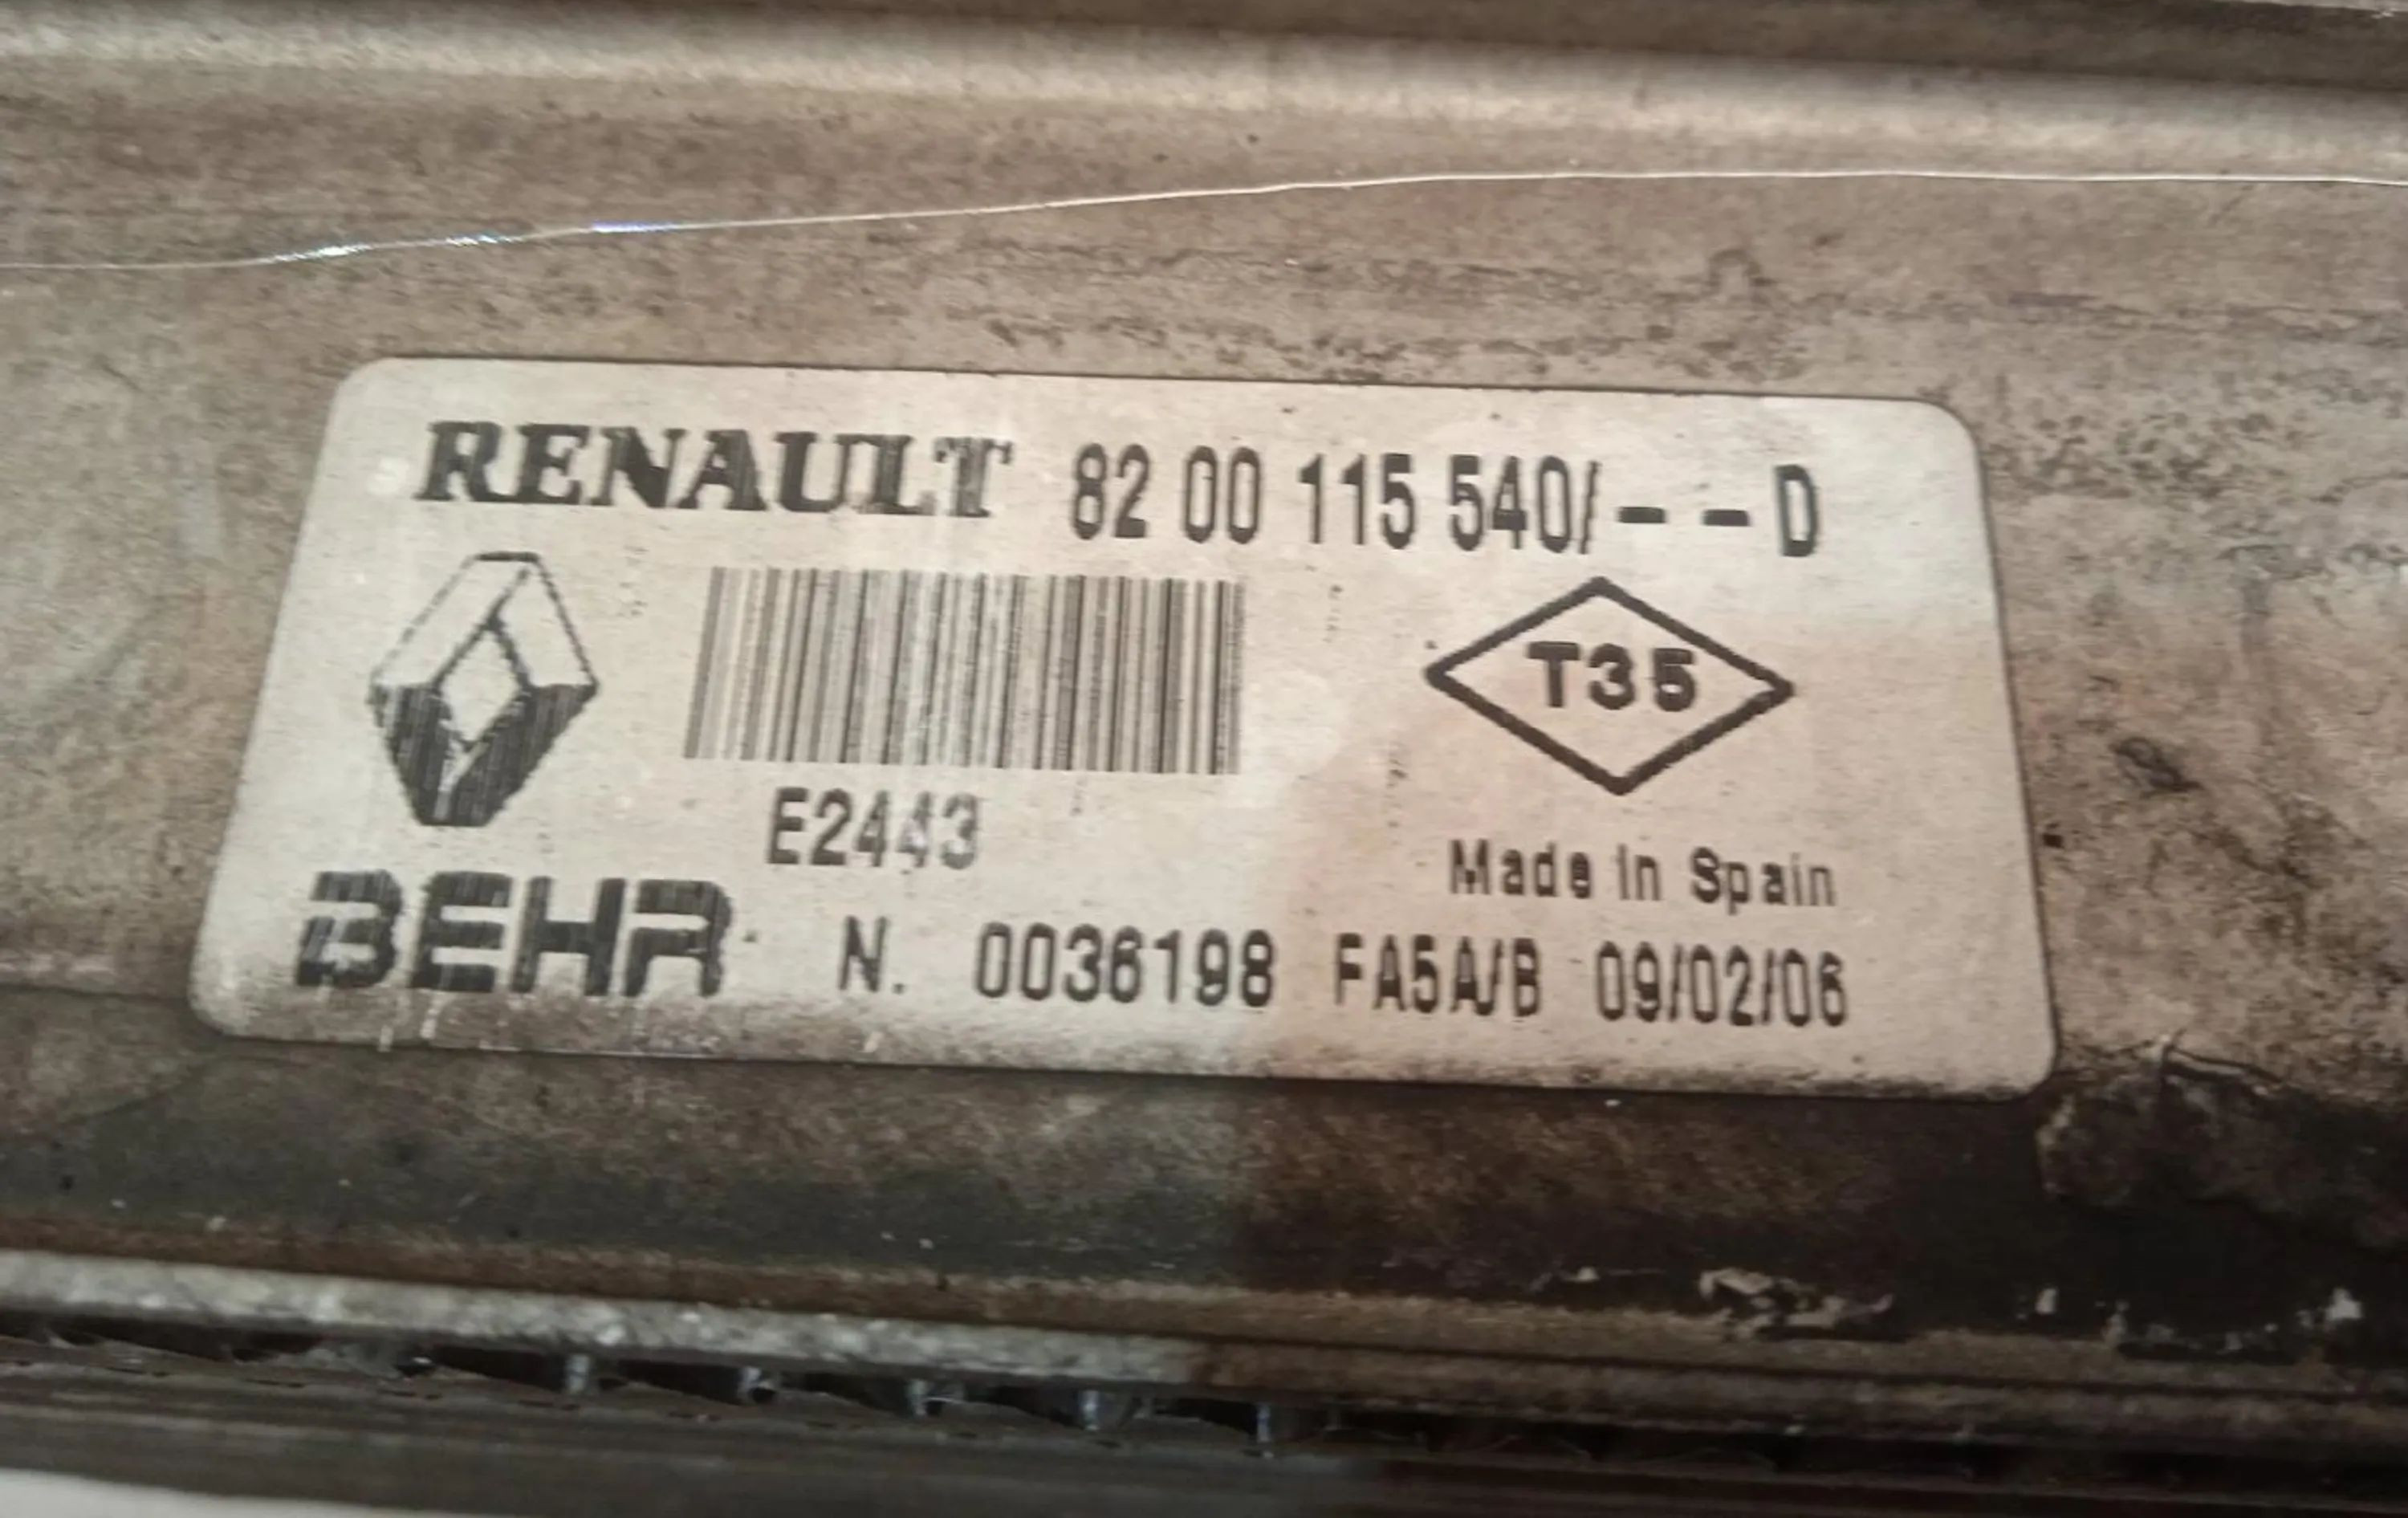 RENAULT 82 00 115 540/--D
T35
E2443
Made in Spain
BEHR N. 0036198 FA5A/B 09/02/06